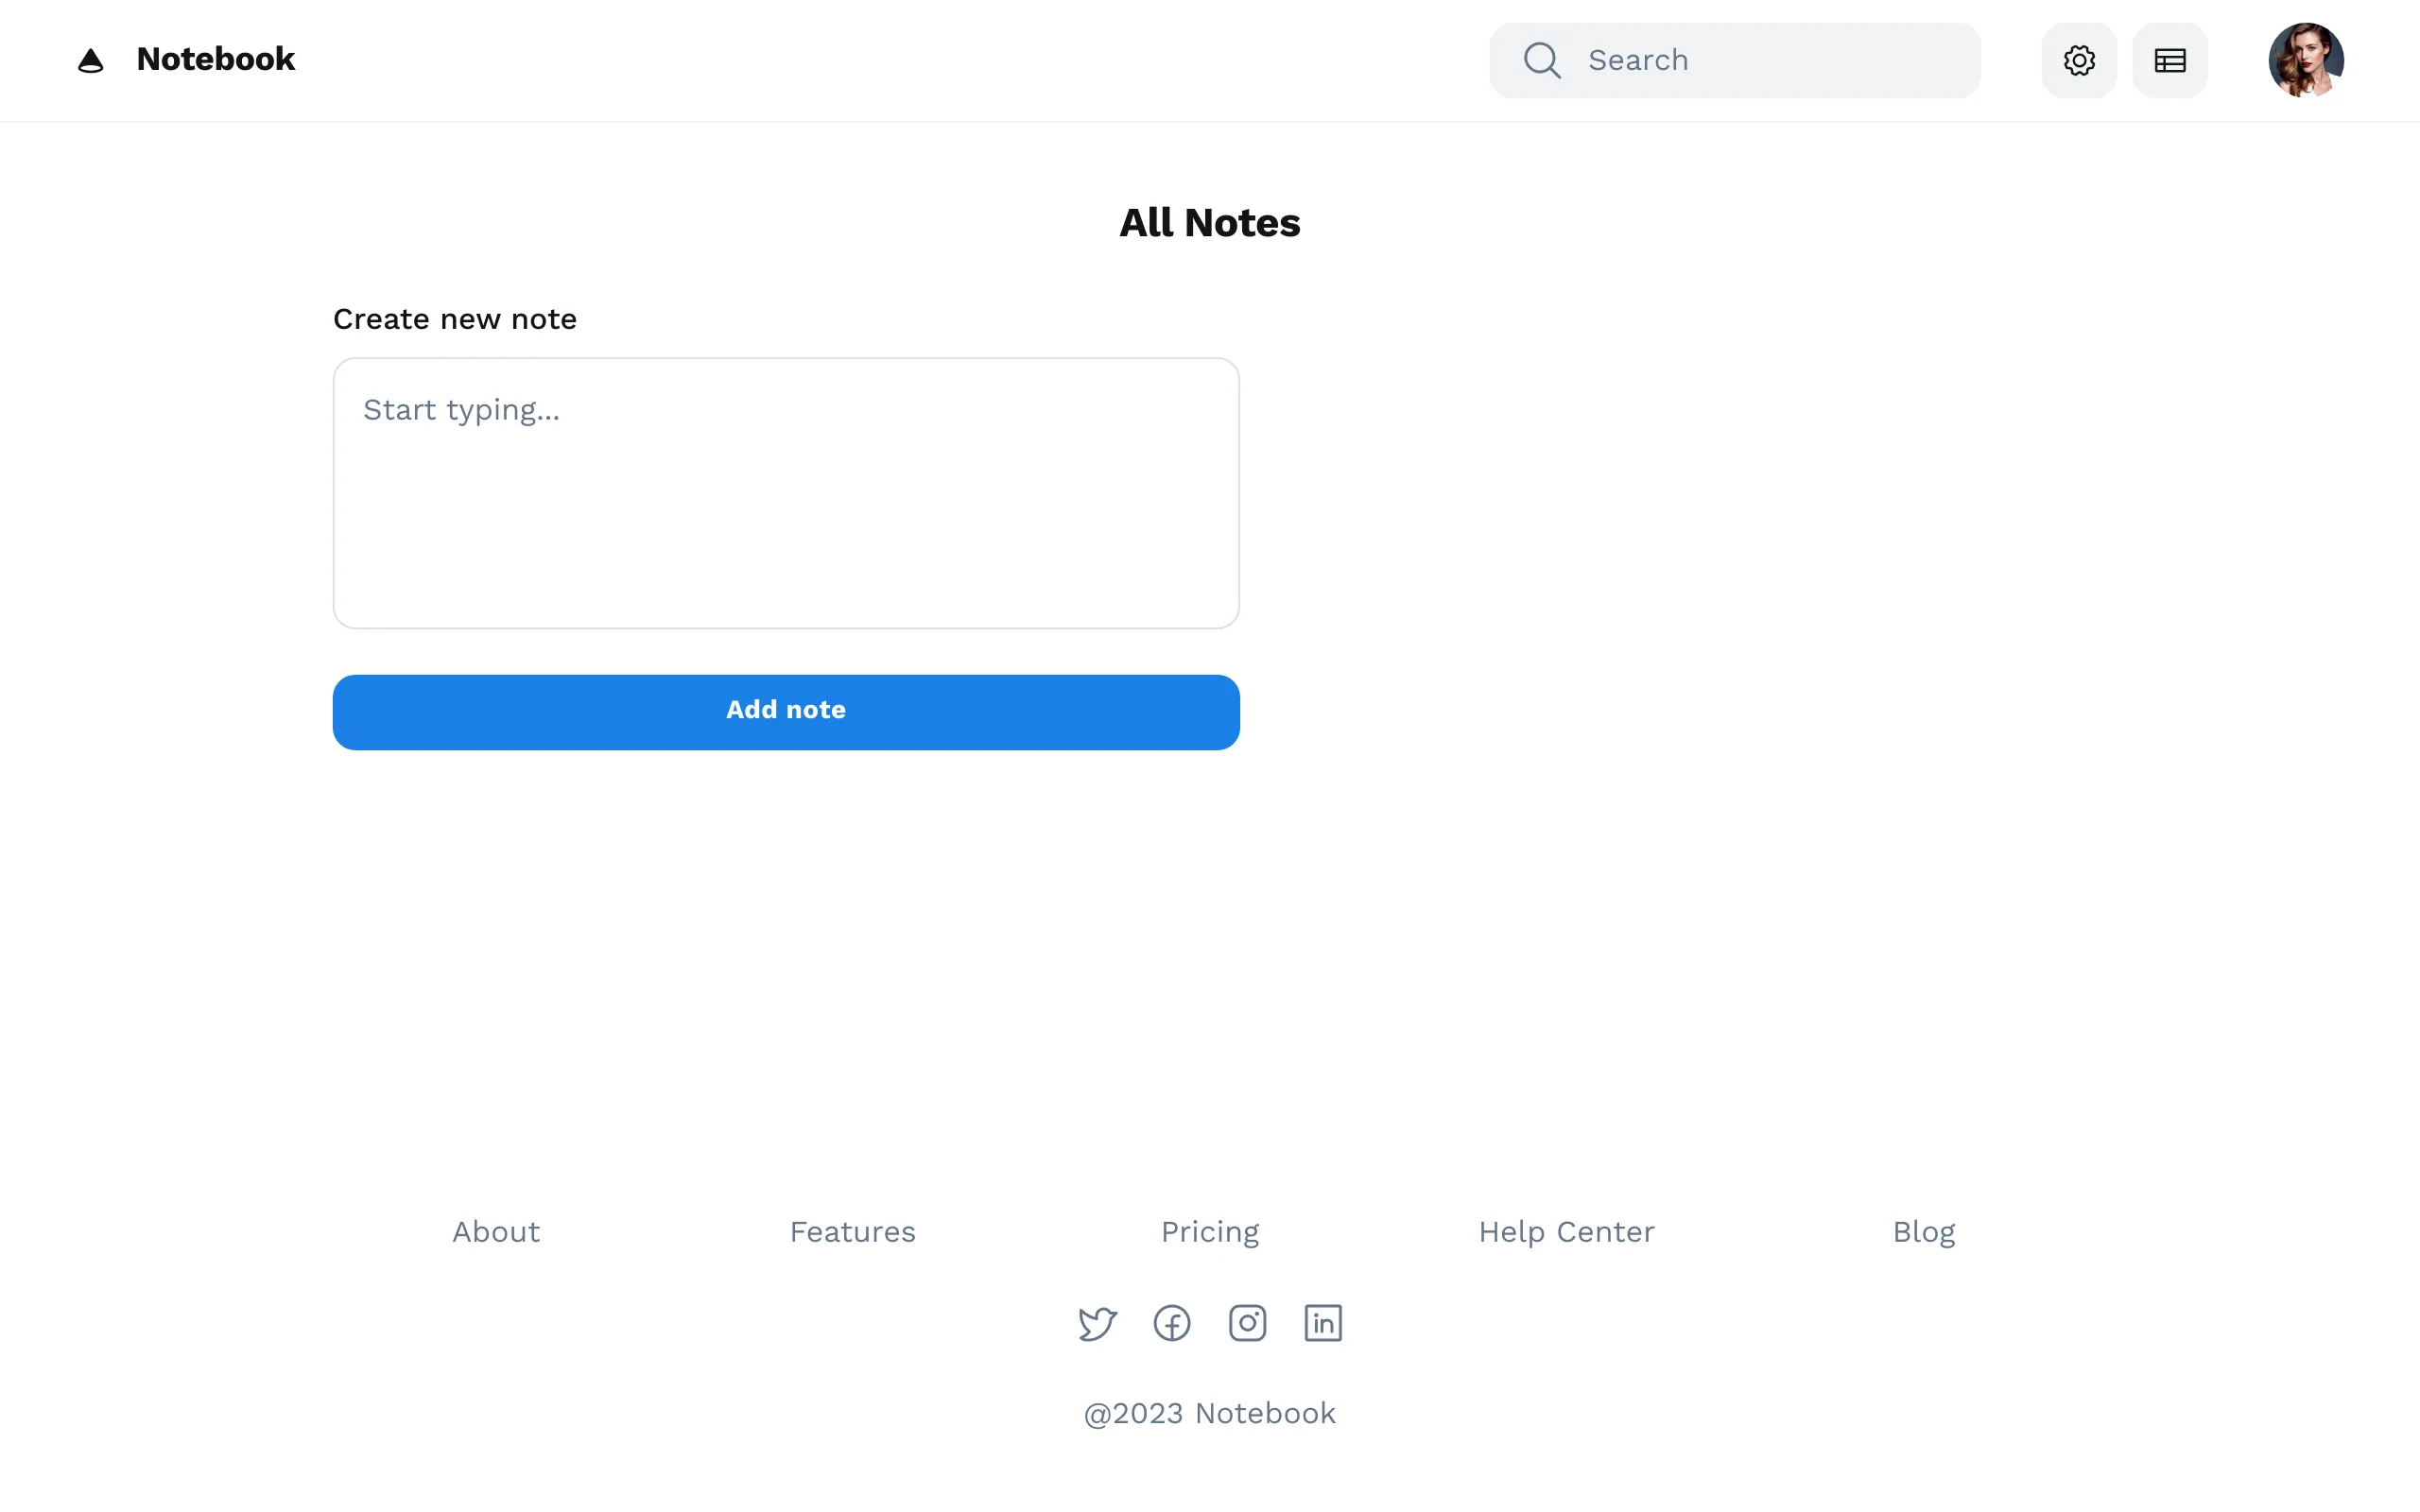 Notebook
Search
All Notes
Create new note
Start typing...
Add note
About
Features
Pricing
Help Center
Blog
@2023 Notebook